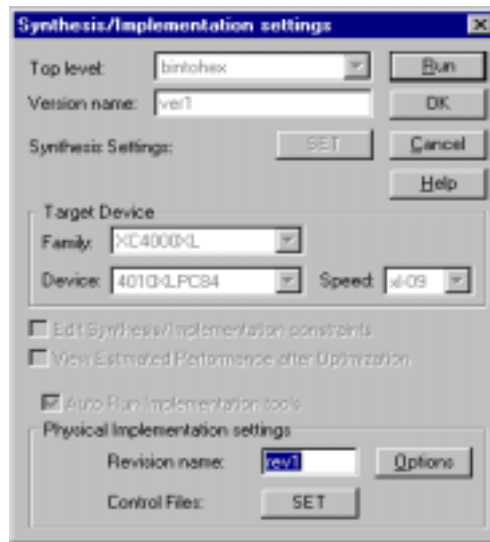 Synthesis/Implementation settings
Top level: bintohex Run
Version name: ver1 OK
Synthesis Settings: SET Cancel
Help
Target Device
Family: XC4000XL
Device: 4010XLPC84 Speed: xl-09
Edit Synthesis/Implementation constraints
View Estimated Performance after Optimization
Auto Run Implementation tools
Physical Implementation settings
Revision name: rev1 Options
Control Files: SET